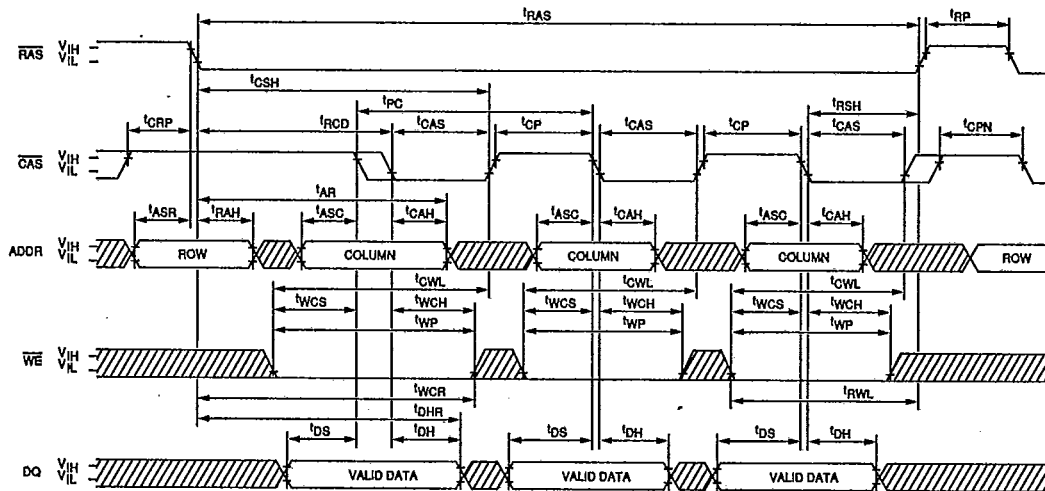 tRAS
tRP
RAS VIH
VIL
tCSH
tPC
tRSH
tCRP tRCD tCAS tCP tCAS tCP tCAS tCPN
CAS VIH
VIL
tAR
tASR tRAH tASC tCAH tASC tCAH tASC tCAH
ADDR VIH
VIL
ROW COLUMN COLUMN COLUMN ROW
tCWL tCWL tCWL
tWCS tWCH tWCS tWCH tWCS tWCH
tWP tWP tWP
WE VIH
VIL
tWCR tRWL
tDHR
tDS tDH tDS tDH tDS tDH
DQ VIH
VIL
VALID DATA VALID DATA VALID DATA